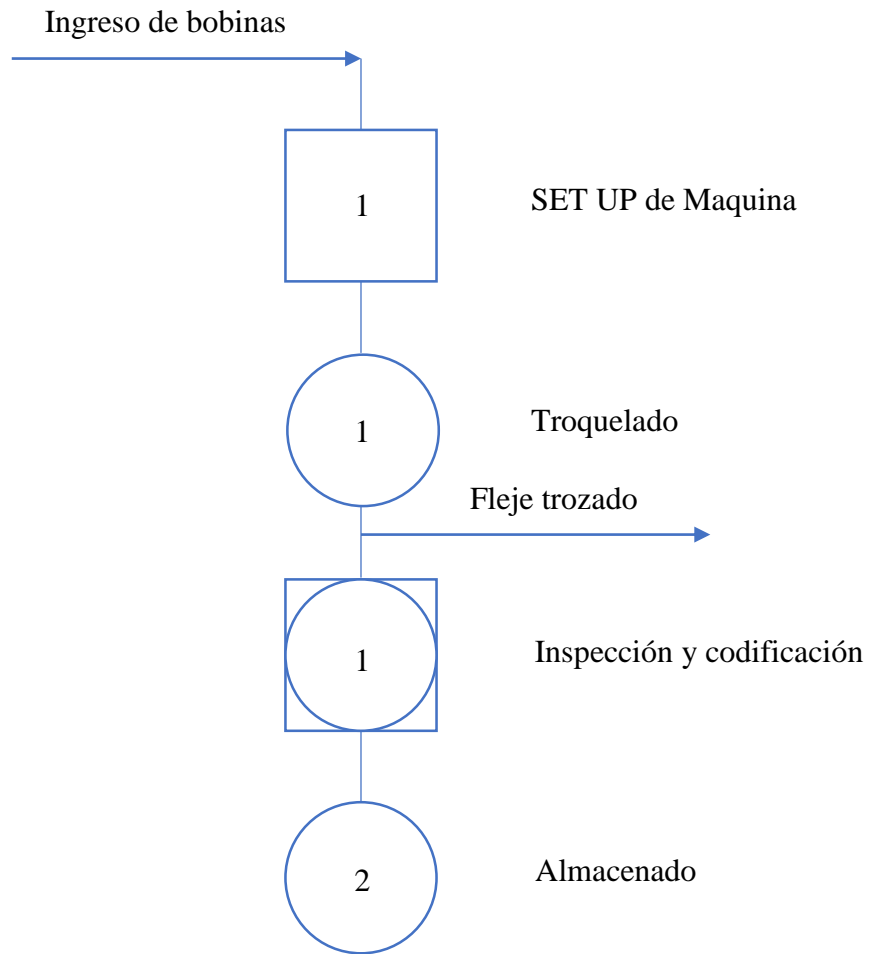 Ingreso de bobinas
1
SET UP de Maquina
1
Troquelado
Fleje trozado
1
Inspección y codificación
2
Almacenado